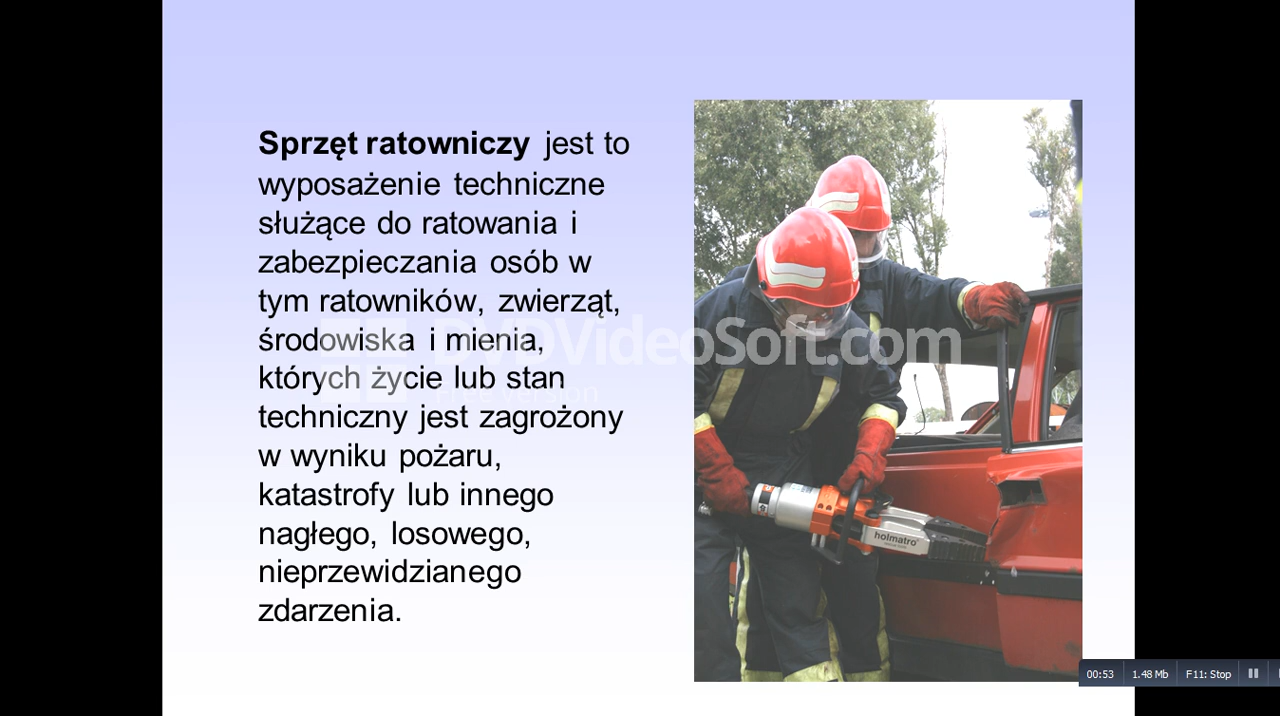 Sprzęt ratowniczy jest to
wyposażenie techniczne
służące do ratowania i
zabezpieczania osób w
tym ratowników, zwierząt,
środowiska i mienia,
których życie lub stan
techniczny jest zagrożony
w wyniku pożaru,
katastrofy lub innego
nagłego, losowego,
nieprzewidzianego
zdarzenia.
DVDVideoSoft.com
Free version
holmatro
00:53 1.48 Mb F11: Stop